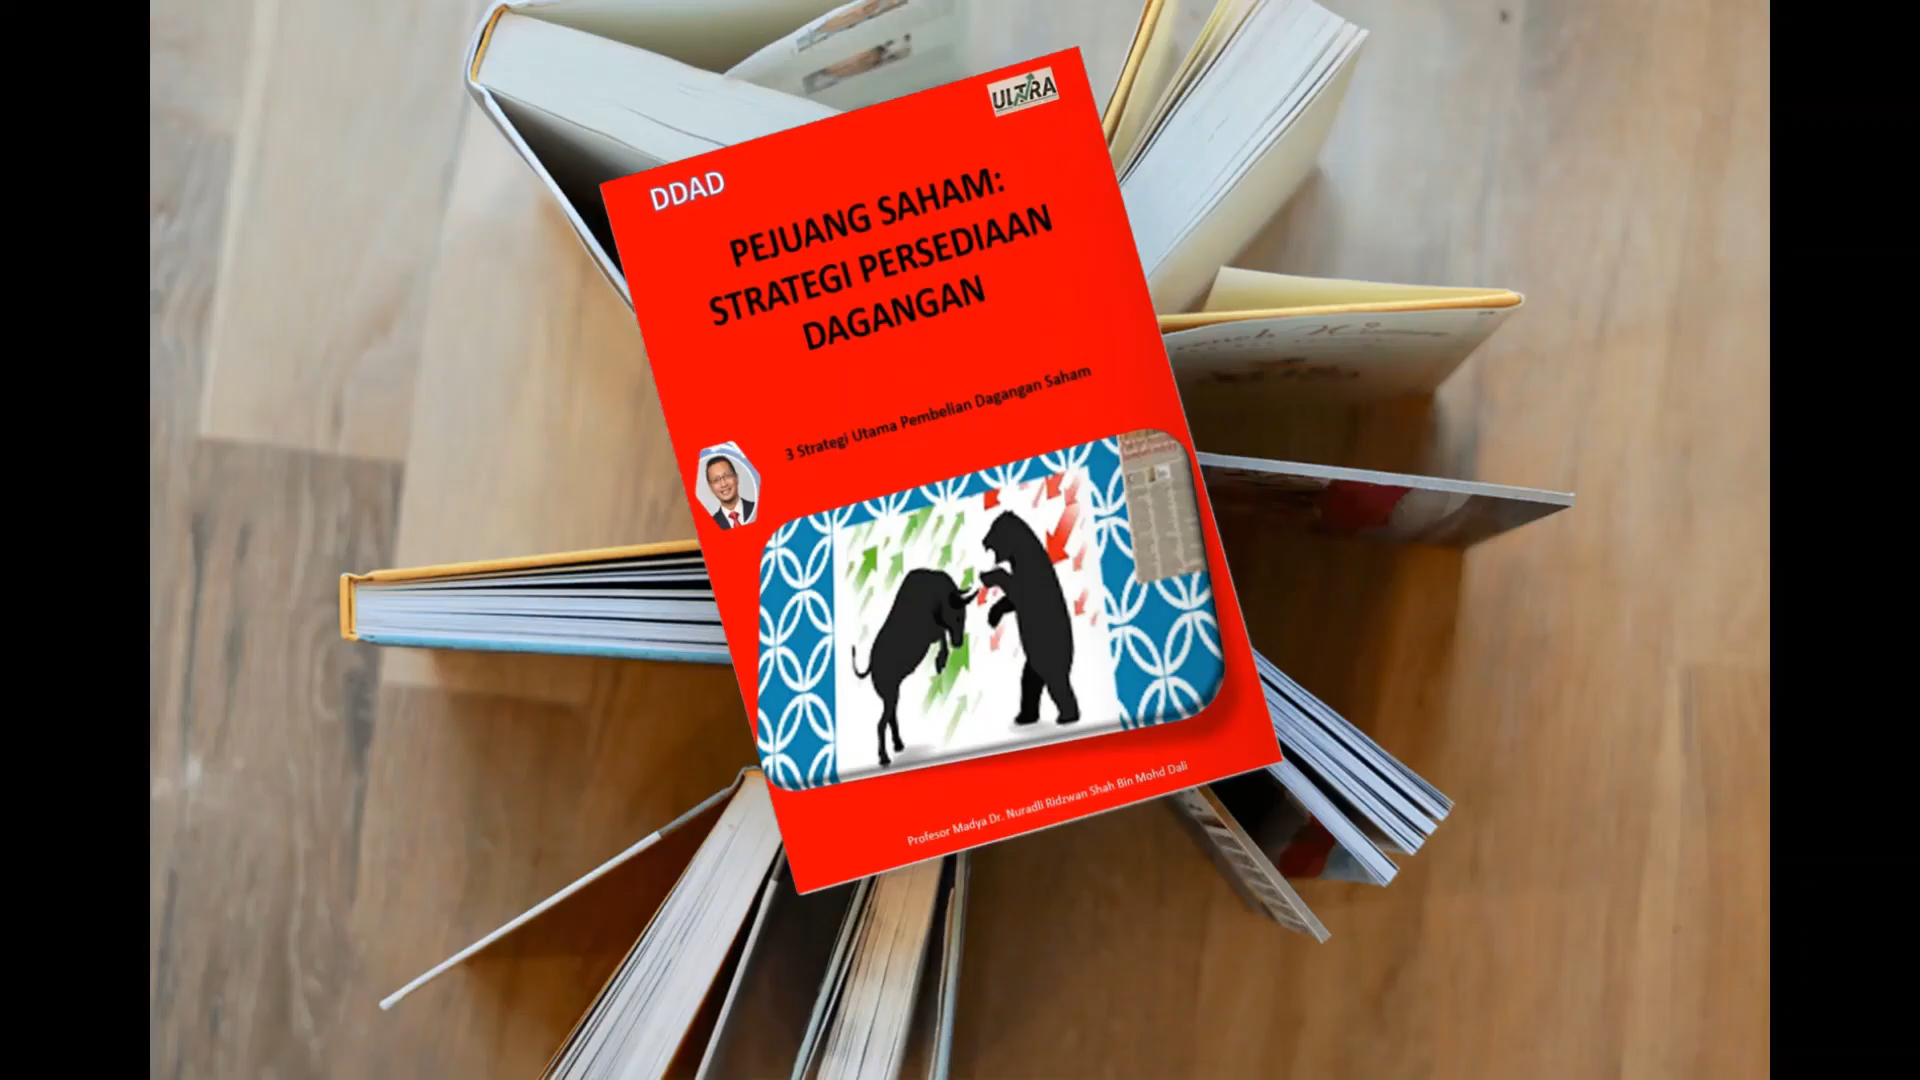 ULTRA
DDAD
PEJUANG SAHAM:
STRATEGI PERSEDIAAN
DAGANGAN
3 Strategi Utama Pembelian Dagangan Saham
Profesor Madya Dr. Nuradli Ridzwan Shah Bin Mohd Dali